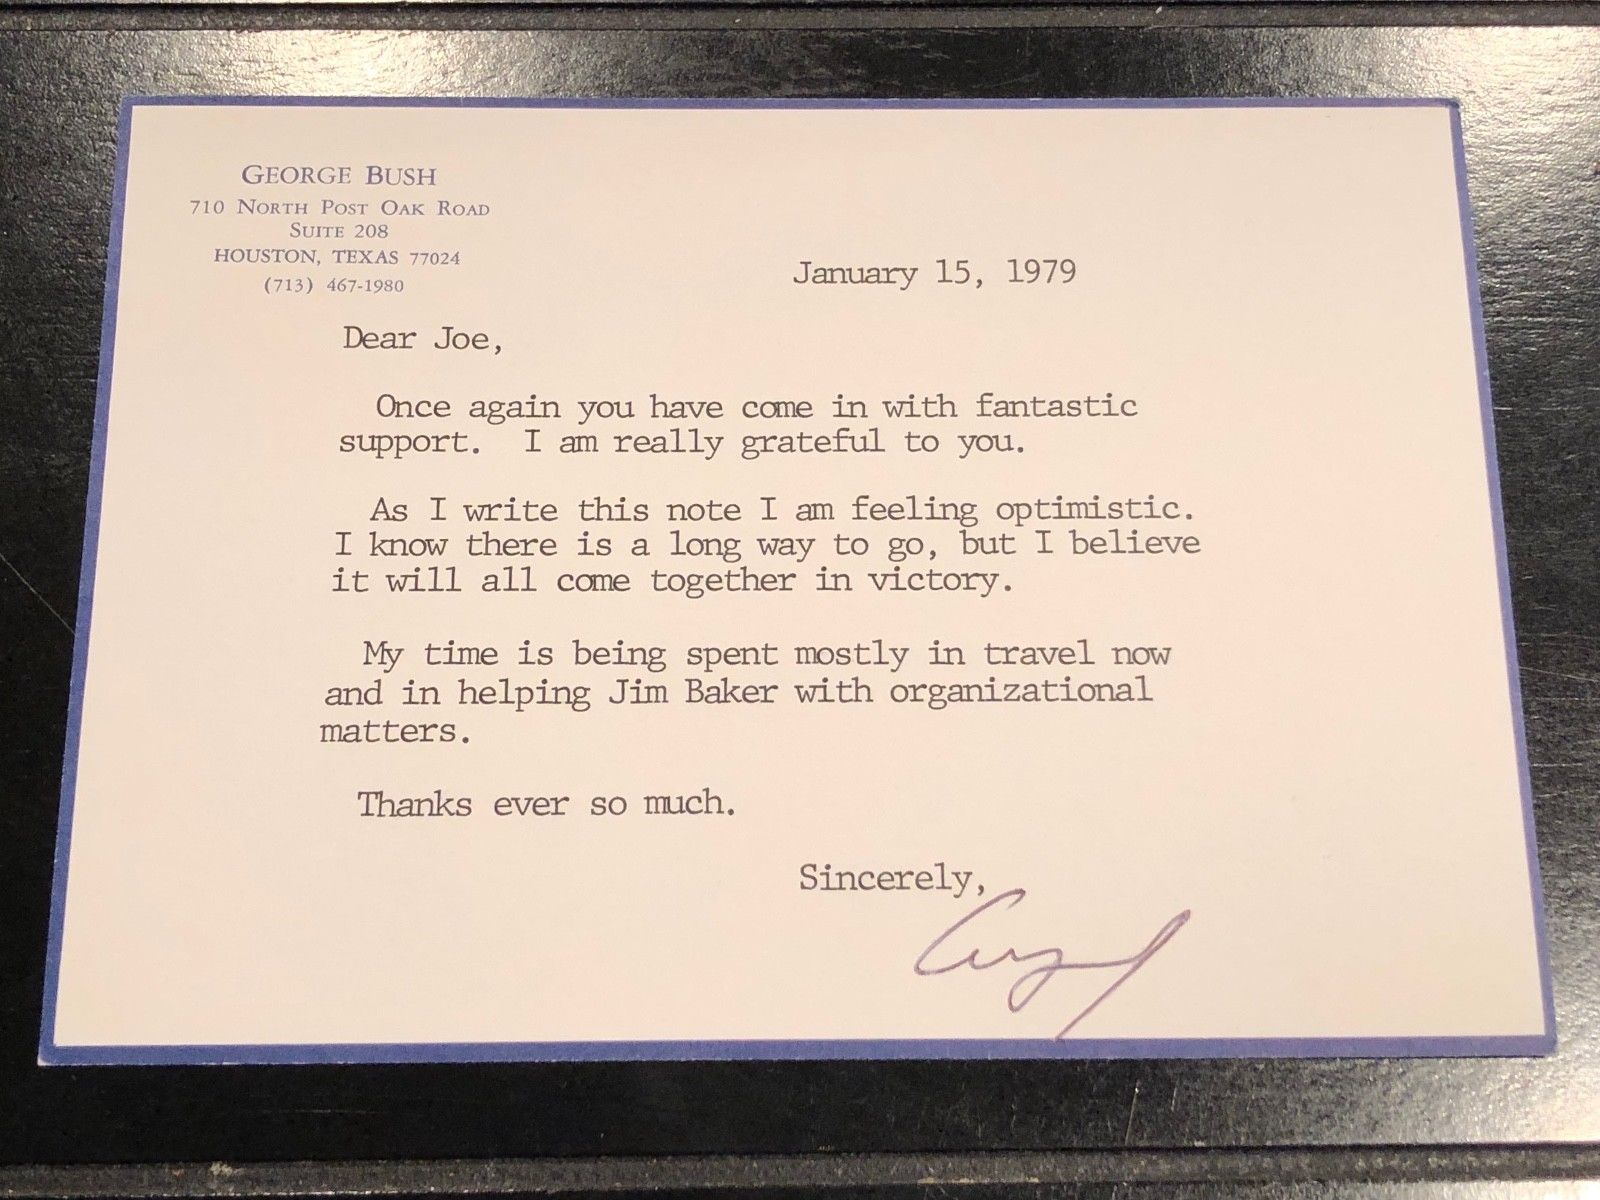 GEORGE BUSH
710 NORTH POST OAK ROAD
SUITE 208
HOUSTON, TEXAS 77024
(713) 467-1980
January 15, 1979
Dear Joe,
Once again you have come in with fantastic
support. I am really grateful to you.
As I write this note I am feeling optimistic.
I know there is a long way to go, but I believe
it will all come together in victory.
My time is being spent mostly in travel now
and in helping Jim Baker with organizational
matters.
Thanks ever so much.
Sincerely,